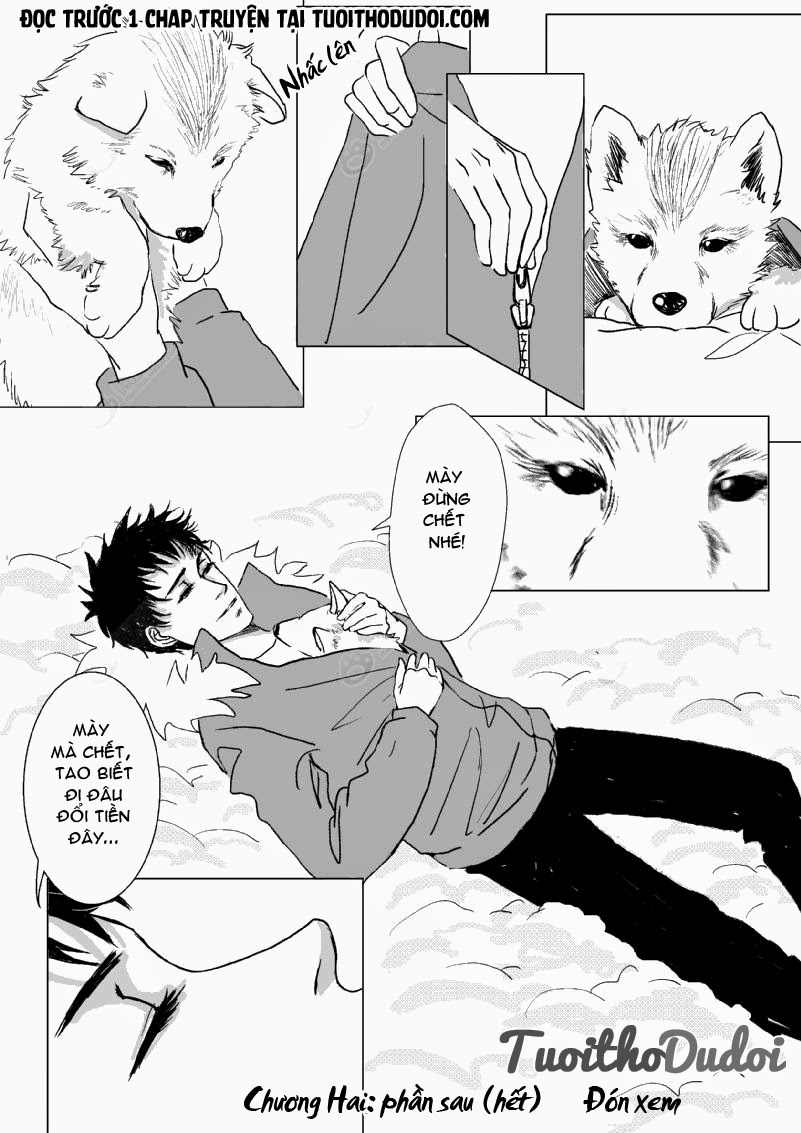 ĐỌC TRƯỚC 1 CHAP TRUYỆN TẠI TUOITHODUDOI.COM
Nhấc lên
MÀY
ĐỪNG
CHẾT
NHÉ!
MÀY
MÀ CHẾT,
TAO BIẾT
ĐI ĐÂU
ĐỔI TIỀN
ĐÂY...
TuoithoDudoi
Chương Hai: phần sau (hết) Đón xem